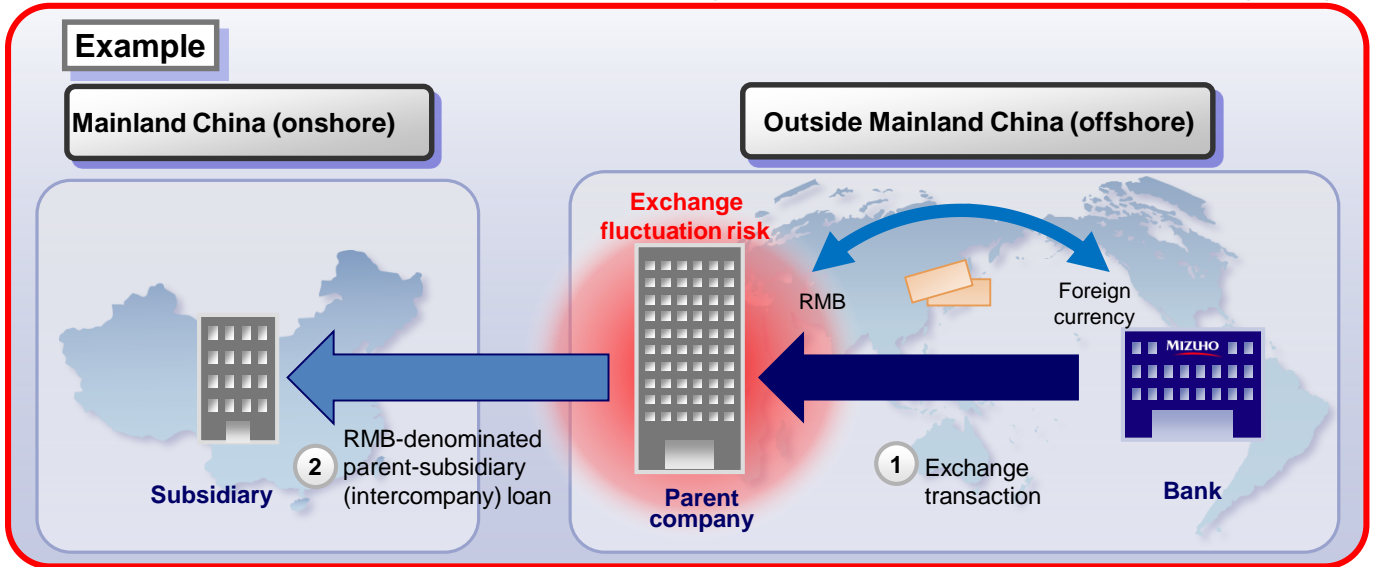 Example
Mainland China (onshore)
Outside Mainland China (offshore)
Exchange
fluctuation risk
RMB
Foreign
currency
MIZUHO
2
RMB-denominated
parent-subsidiary
(intercompany) loan
1
Exchange
transaction
Subsidiary
Parent
company
Bank